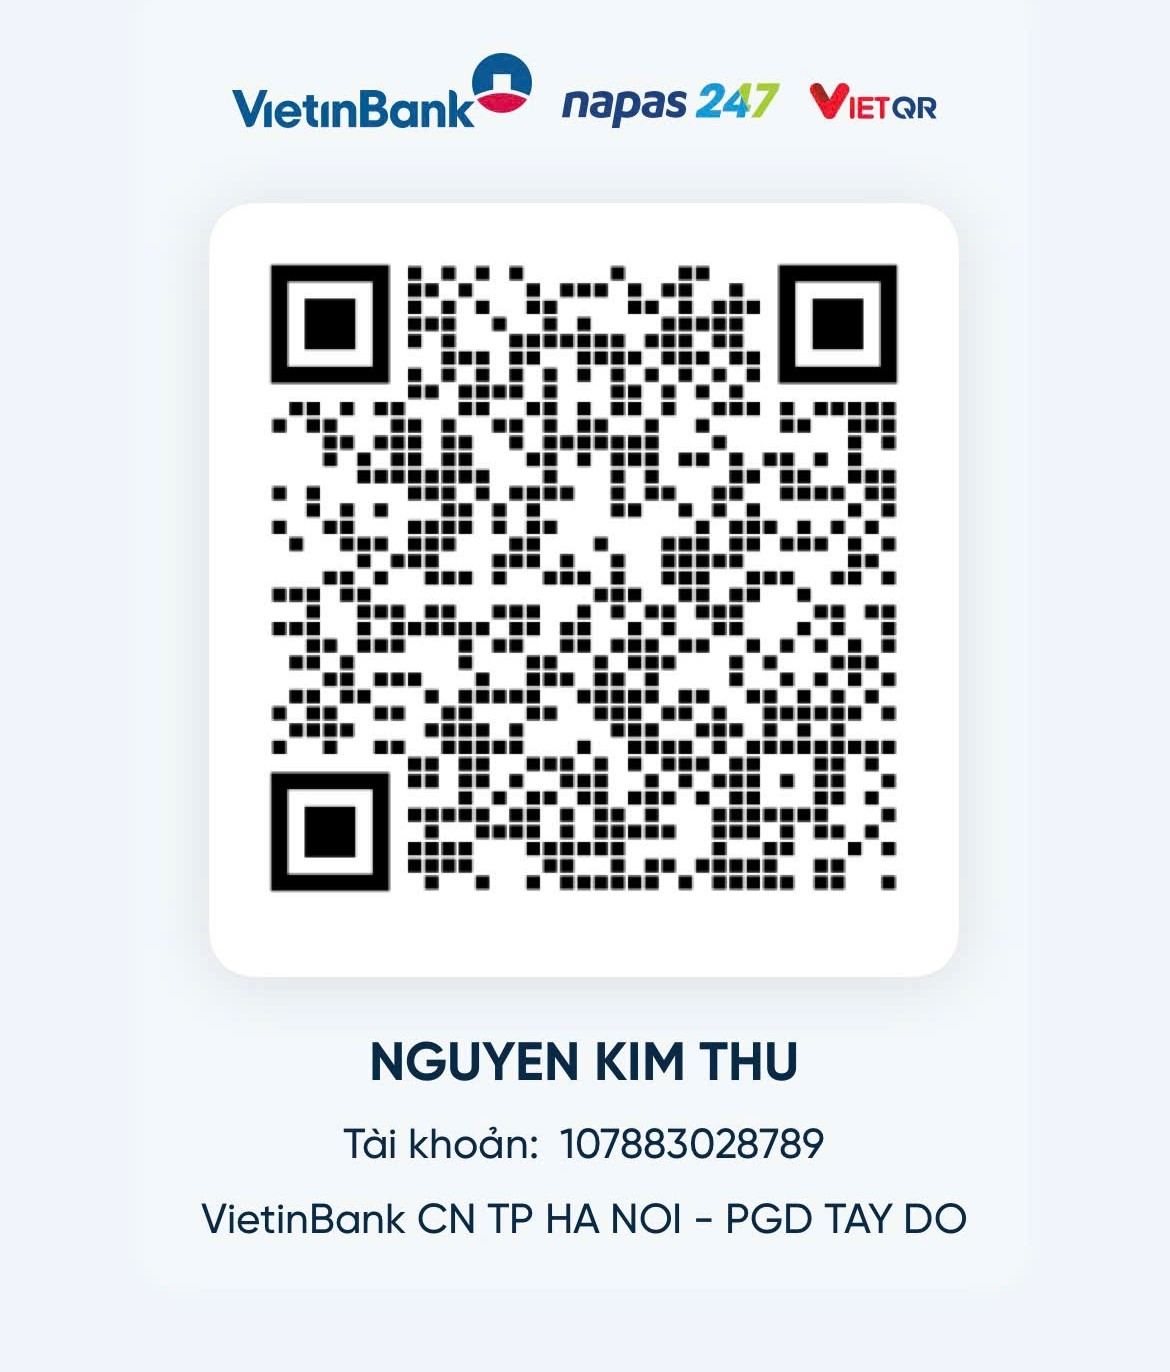 VietinBank napas 247 VIETQR
NGUYEN KIM THU
Tài khoản: 107883028789
VietinBank CN TP HA NOI - PGD TAY DO